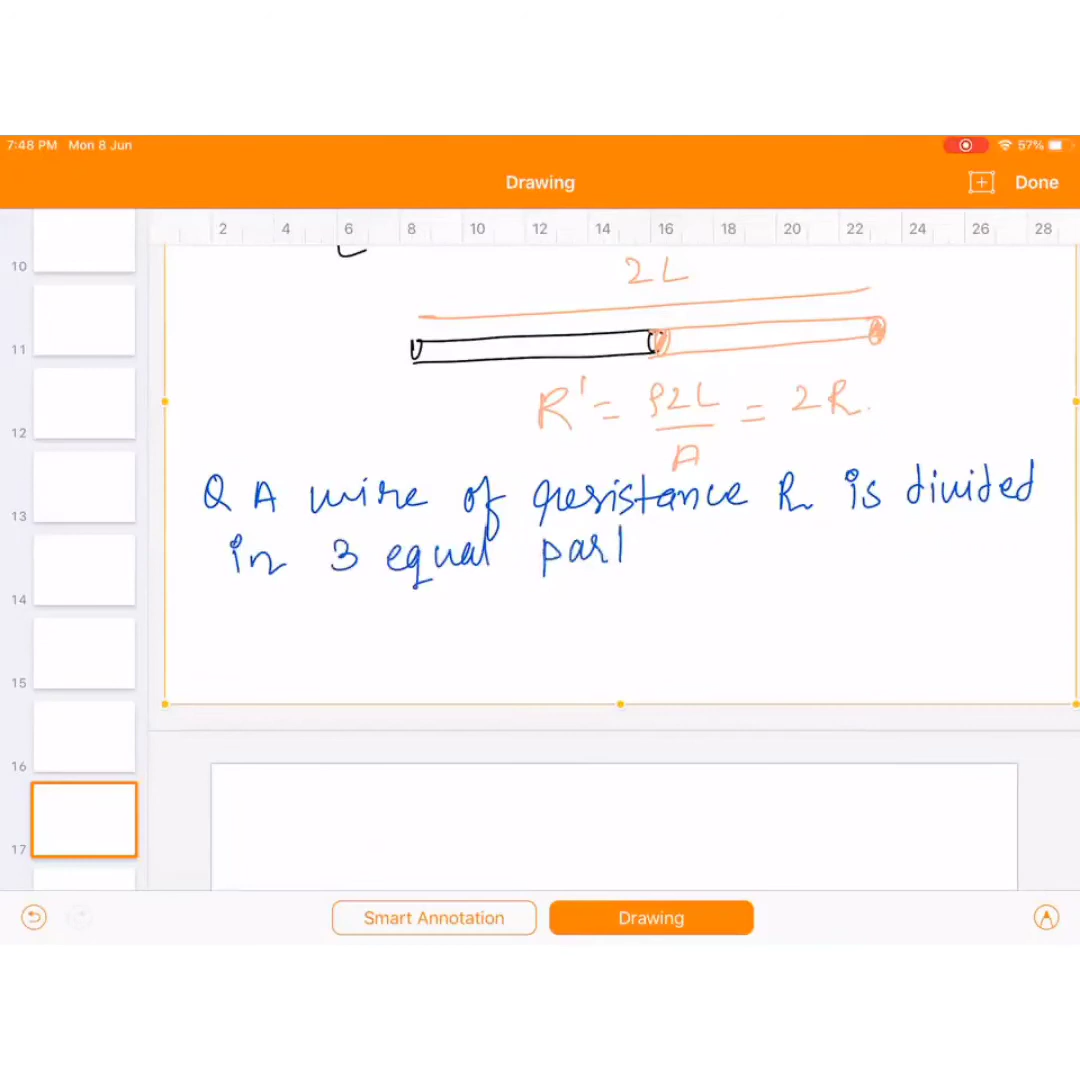 7:48 PM Mon 8 Jun 57%
Drawing Done
2 4 6 8 10 12 14 16 18 20 22 24 26 28
10
2L
11
R' = ρ2L/A = 2R.
12
Q A wire of resistance R is divided
13
in 3 equal part
14
15
16
17
Smart Annotation Drawing